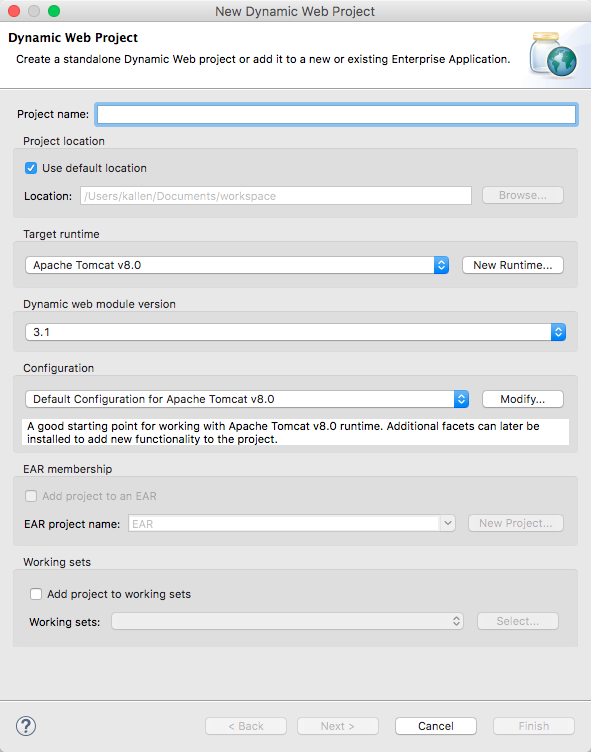 New Dynamic Web Project
Dynamic Web Project
Create a standalone Dynamic Web project or add it to a new or existing Enterprise Application.
Project name:
Project location
Use default location
Location: /Users/kallen/Documents/workspace Browse...
Target runtime
Apache Tomcat v8.0 New Runtime...
Dynamic web module version
3.1
Configuration
Default Configuration for Apache Tomcat v8.0 Modify...
A good starting point for working with Apache Tomcat v8.0 runtime. Additional facets can later be
installed to add new functionality to the project.
EAR membership
Add project to an EAR
EAR project name: EAR New Project...
Working sets
Add project to working sets
Working sets: Select...
? < Back Next > Cancel Finish